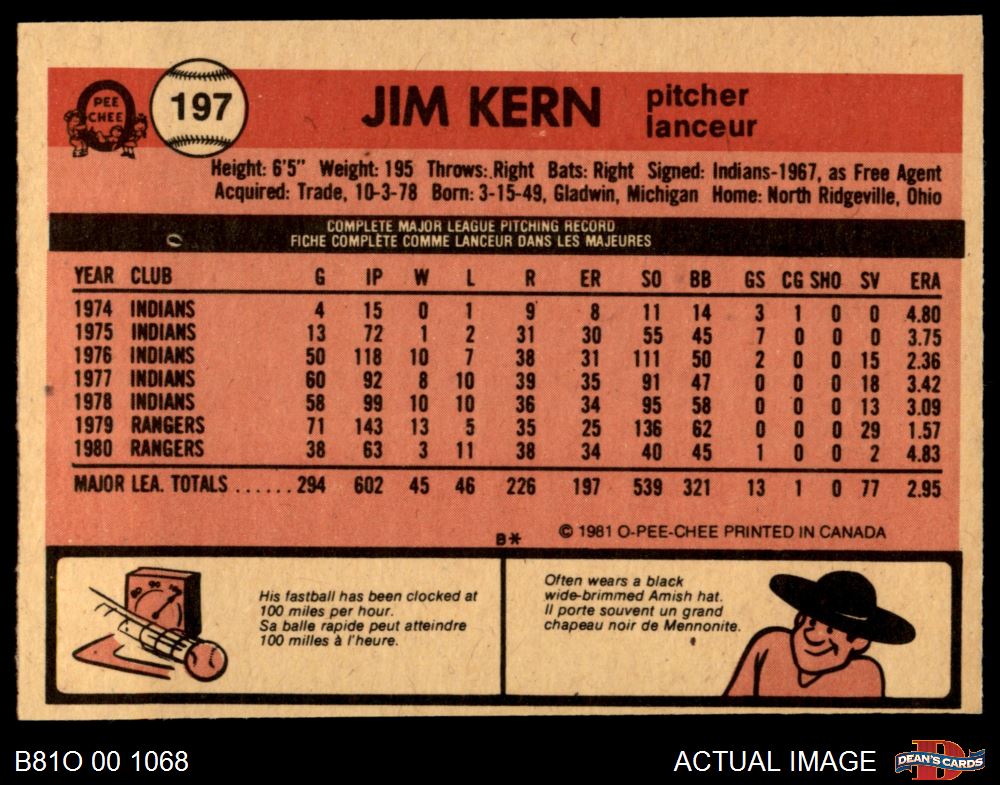 PEE
CHEE
197
JIM KERN
pitcher
lanceur
Height: 6'5" Weight: 195 Throws: Right Bats: Right Signed: Indians-1967, as Free Agent
Acquired: Trade, 10-3-78 Born: 3-15-49, Gladwin, Michigan Home: North Ridgeville, Ohio
COMPLETE MAJOR LEAGUE PITCHING RECORD
FICHE COMPLÈTE COMME LANCEUR DANS LES MAJEURES
YEAR CLUB G IP W L R ER SO BB GS CG SHO SV ERA
1974 INDIANS 4 15 0 1 9 8 11 14 3 1 0 0 4.80
1975 INDIANS 13 72 1 2 31 30 55 45 7 0 0 0 3.75
1976 INDIANS 50 118 10 7 38 31 111 50 2 0 0 15 2.36
1977 INDIANS 60 92 8 10 39 35 91 47 0 0 0 18 3.42
1978 INDIANS 58 99 10 10 36 34 95 58 0 0 0 13 3.09
1979 RANGERS 71 143 13 5 35 25 136 62 0 0 0 29 1.57
1980 RANGERS 38 63 3 11 38 34 40 45 1 0 0 2 4.83
MAJOR LEA. TOTALS ...... 294 602 45 46 226 197 539 321 13 1 0 77 2.95
B* © 1981 O-PEE-CHEE PRINTED IN CANADA
His fastball has been clocked at
100 miles per hour.
Sa balle rapide peut atteindre
100 milles à l'heure.
Often wears a black
wide-brimmed Amish hat.
Il porte souvent un grand
chapeau noir de Mennonite.
B81O 00 1068
ACTUAL IMAGE
DEAN'S CARDS